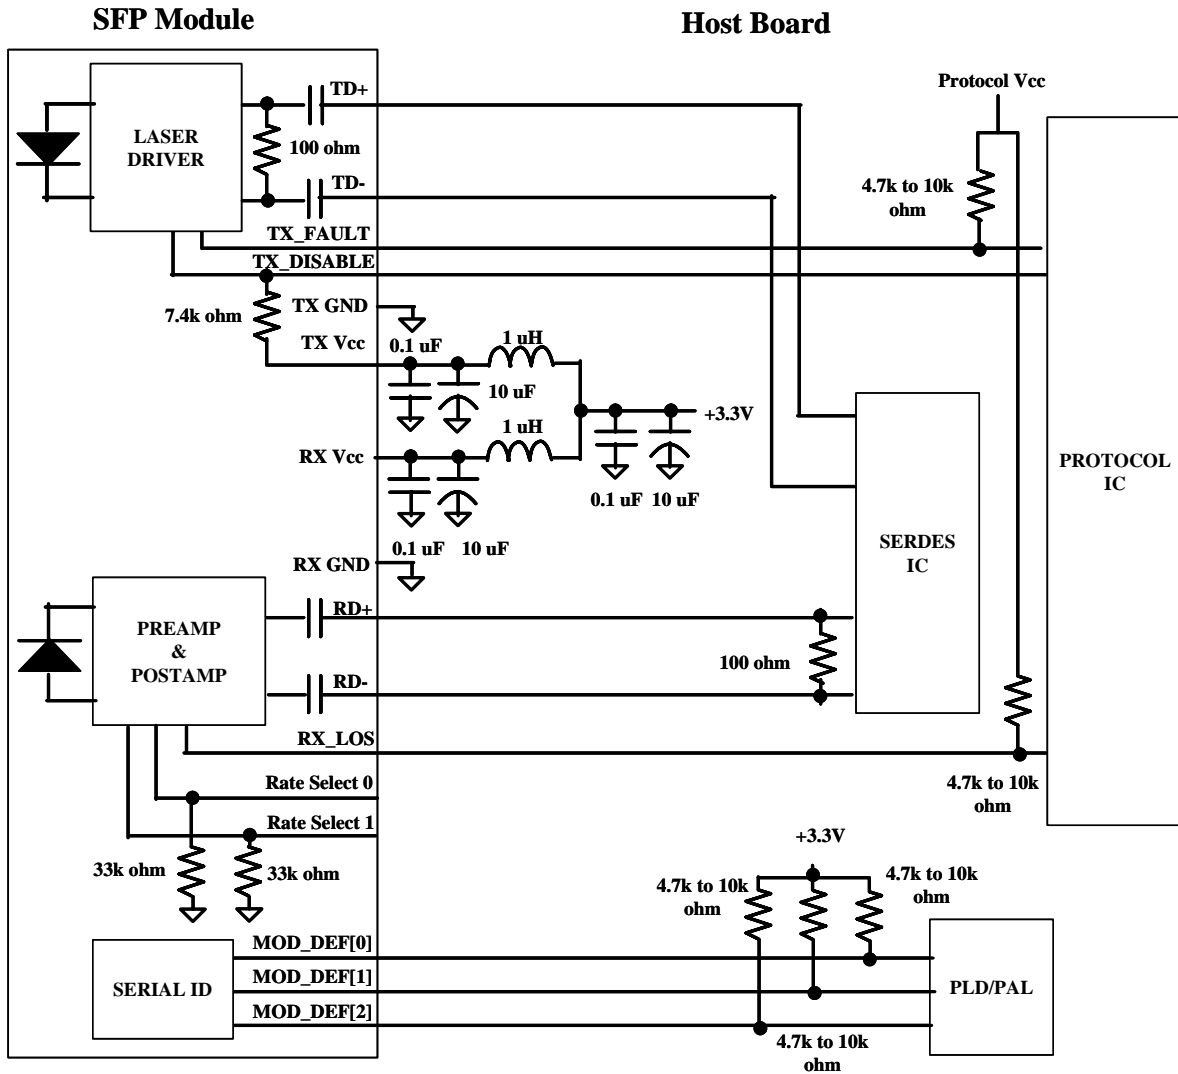 SFP Module
Host Board
Protocol Vcc
LASER
DRIVER
TD+
100 ohm
TD-
4.7k to 10k
ohm
TX_FAULT
TX_DISABLE
7.4k ohm
TX GND
TX Vcc
0.1 uF
1 uH
10 uF
+3.3V
1 uH
RX Vcc
0.1 uF
10 uF
0.1 uF
10 uF
RX GND
PROTOCOL
IC
SERDES
IC
PREAMP
&
POSTAMP
RD+
100 ohm
RD-
RX_LOS
4.7k to 10k
ohm
Rate Select 0
Rate Select 1
33k ohm
33k ohm
+3.3V
4.7k to 10k
ohm
4.7k to 10k
ohm
SERIAL ID
MOD_DEF[0]
MOD_DEF[1]
MOD_DEF[2]
PLD/PAL
4.7k to 10k
ohm